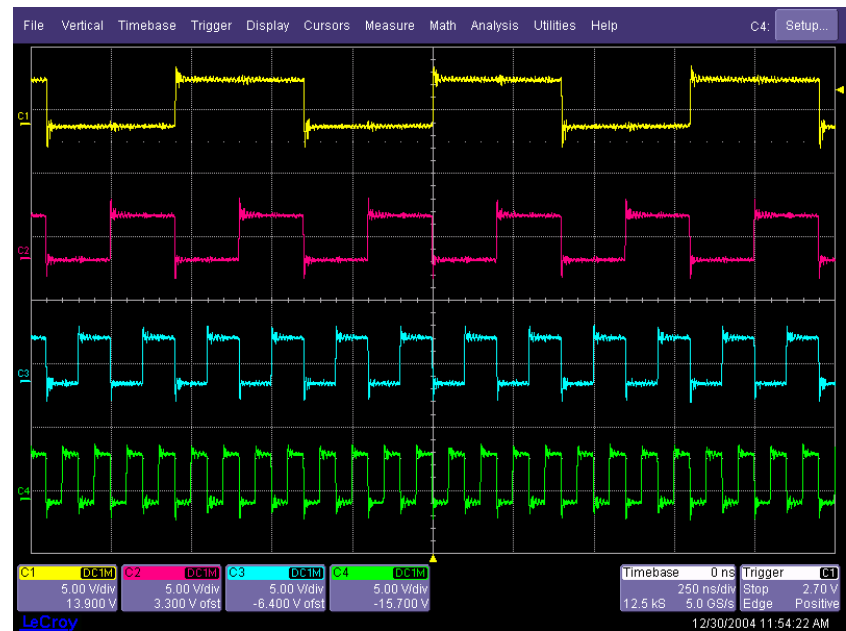 File Vertical Timebase Trigger Display Cursors Measure Math Analysis Utilities Help C4: Setup...
C1
C2
C3
C4
C1 DC1M C2 DC1M C3 DC1M C4 DC1M Timebase 0 ns Trigger C1
5.00 V/div 5.00 V/div 5.00 V/div 5.00 V/div 250 ns/div Stop 2.70 V
13.900 V 3.300 V ofst -6.400 V ofst -15.700 V 12.5 kS 5.0 GS/s Edge Positive
LeCroy 12/30/2004 11:54:22 AM